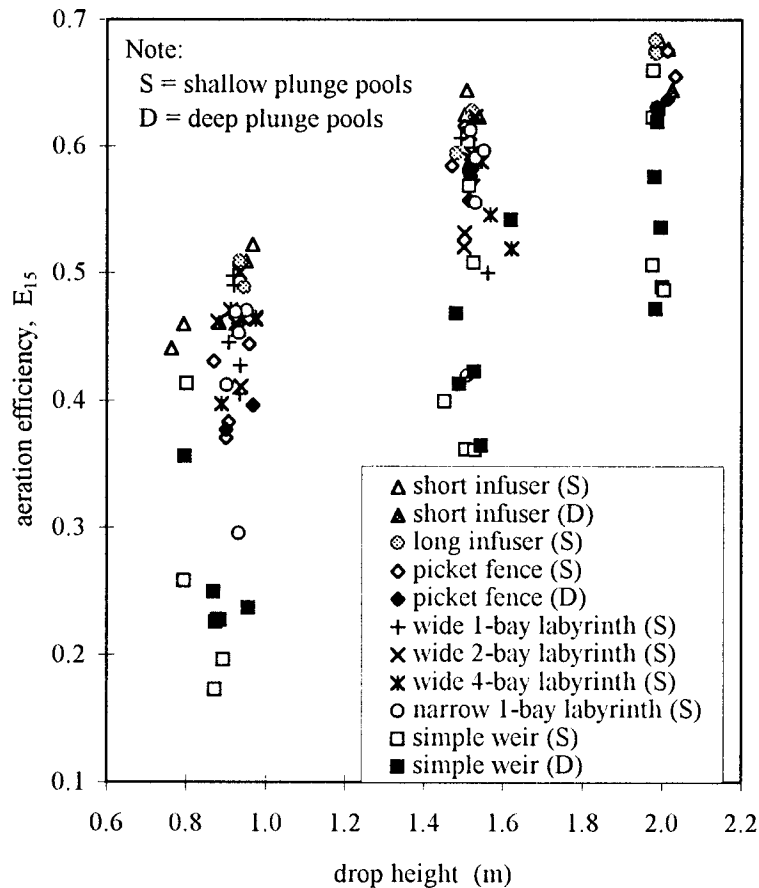 Note:
S = shallow plunge pools
D = deep plunge pools
0.7
0.6
0.5
0.4
0.3
0.2
0.1
aeration efficiency, E15
short infuser (S)
short infuser (D)
long infuser (S)
picket fence (S)
picket fence (D)
wide 1-bay labyrinth (S)
wide 2-bay labyrinth (S)
wide 4-bay labyrinth (S)
narrow 1-bay labyrinth (S)
simple weir (S)
simple weir (D)
0.6 0.8 1.0 1.2 1.4 1.6 1.8 2.0 2.2
drop height (m)